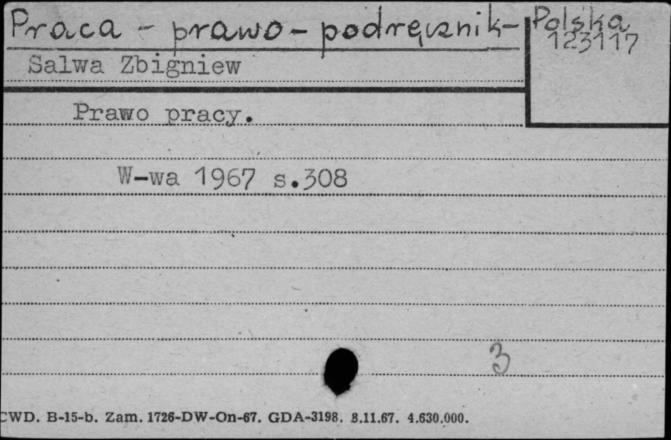 Praca - prawo - podręcznik - Polska
123117
Salwa Zbigniew
Prawo pracy.
W-wa 1967 s.308
3
CWD. B-15-b. Zam. 1726-DW-On-67. GDA-3198. 8.11.67. 4.630.000.